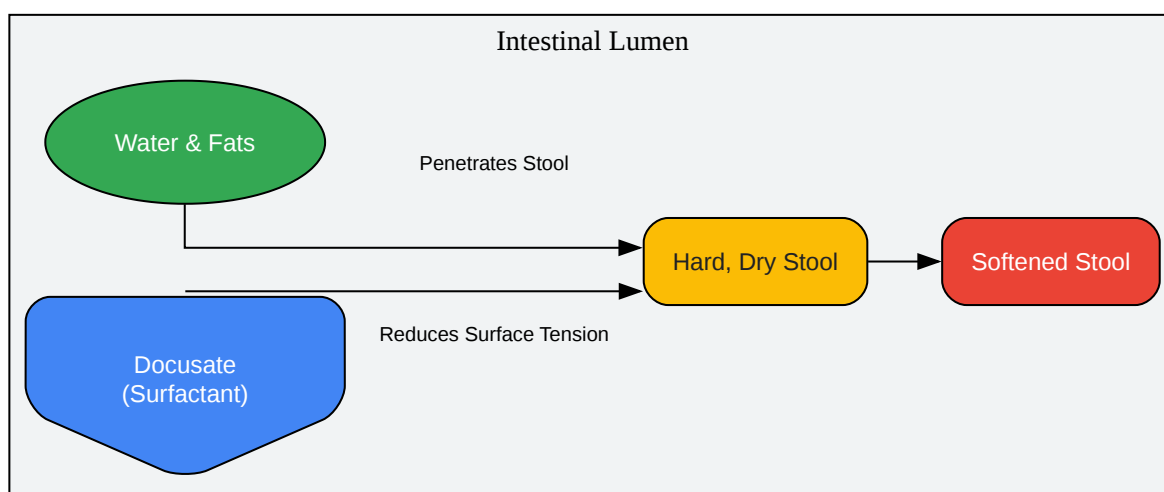 Intestinal Lumen
Water & Fats
Penetrates Stool
Hard, Dry Stool
Softened Stool
Reduces Surface Tension
Docusate
(Surfactant)